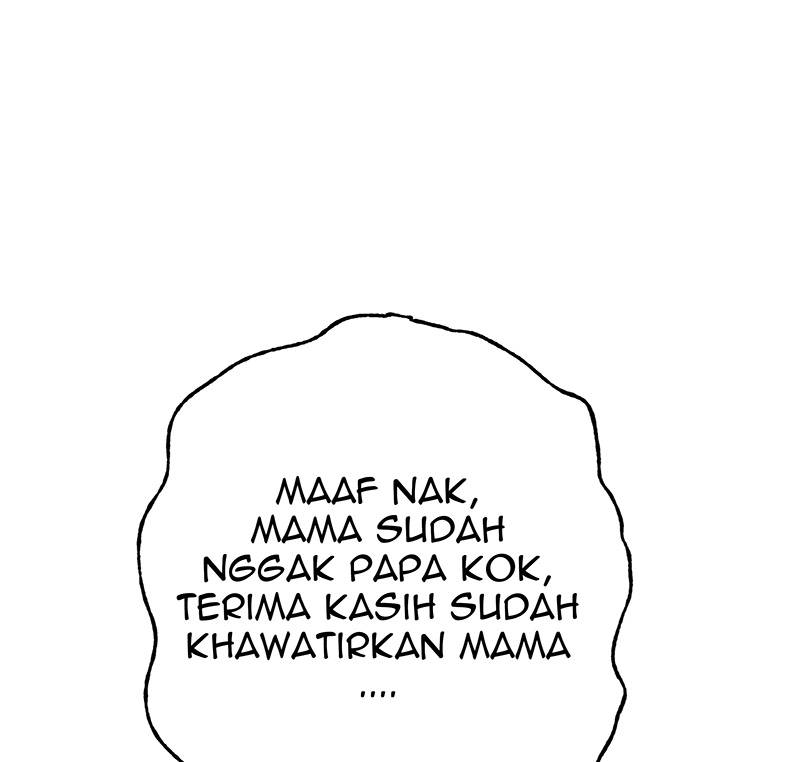 MAAF NAK,
MAMA SUDAH
NGGAK PAPA KOK,
TERIMA KASIH SUDAH
KHAWATIRKAN MAMA
....